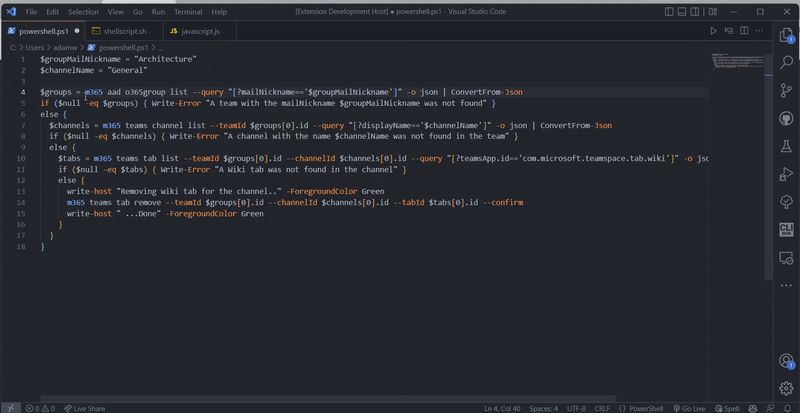 File Edit Selection View Go Run Terminal Help [Extension Development Host] ● powershell.ps1 - Visual Studio Code
powershell.ps1 ● shellscript.sh JS javascript.js
C: > Users > adamw > powershell.ps1 > ...
1 $groupMailNickname = "Architecture"
2 $channelName = "General"
3
4 $groups = m365 aad o365group list --query "[?mailNickname=='$groupMailNickname']" -o json | ConvertFrom-Json
5 if ($null -eq $groups) { Write-Error "A team with the mailNickname $groupMailNickname was not found" }
6 else {
7 $channels = m365 teams channel list --teamId $groups[0].id --query "[?displayName=='$channelName']" -o json | ConvertFrom-Json
8 if ($null -eq $channels) { Write-Error "A channel with the name $channelName was not found in the team" }
9 else {
10 $tabs = m365 teams tab list --teamId $groups[0].id --channelId $channels[0].id --query "[?teamsApp.id=='com.microsoft.teamspace.tab.wiki']" -o jso
11 if ($null -eq $tabs) { Write-Error "A Wiki tab was not found in the channel" }
12 else {
13 write-host "Removing wiki tab for the channel.." -ForegroundColor Green
14 m365 teams tab remove --teamId $groups[0].id --channelId $channels[0].id --tabId $tabs[0].id --confirm
15 write-host " ...Done" -ForegroundColor Green
16 }
17 }
18 }
1
CLI
1
0 0 Live Share Ln 4, Col 40 Spaces: 4 UTF-8 CRLF { } PowerShell Go Live Spell